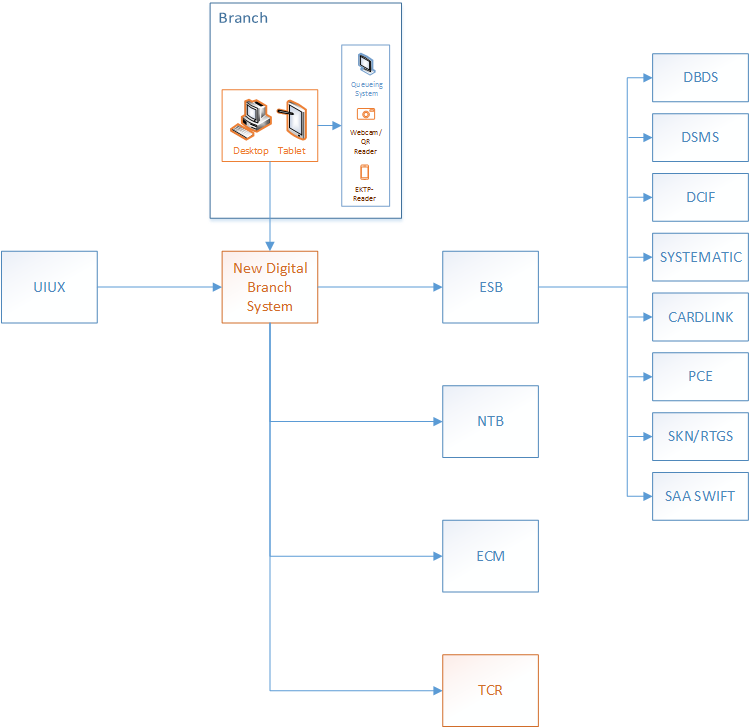 Branch
Queueing
System
Webcam/
QR
Reader
EKTP-
Reader
Desktop
Tablet
UIUX
New Digital
Branch
System
ESB
NTB
ECM
TCR
DBDS
DSMS
DCIF
SYSTEMATIC
CARDLINK
PCE
SKN/RTGS
SAA SWIFT